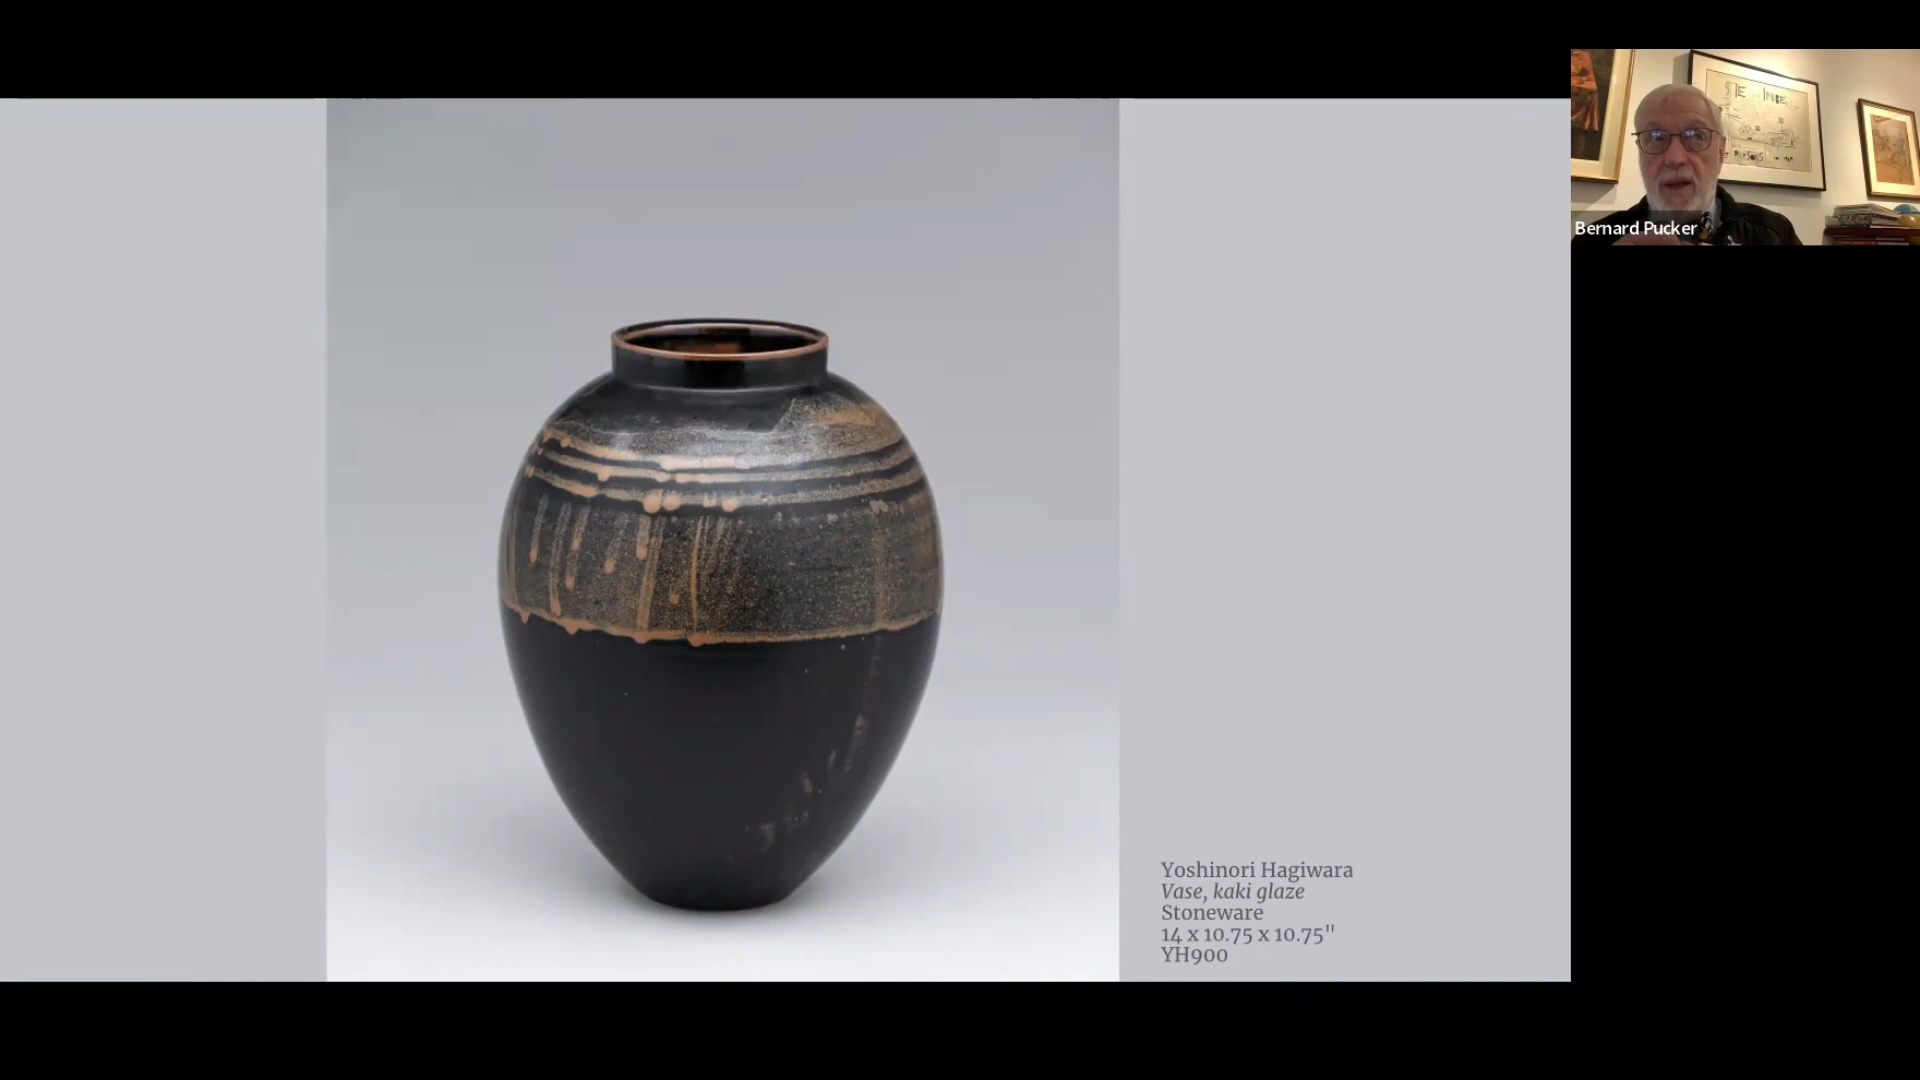 Bernard Pucker
Yoshinori Hagiwara
Vase, kaki glaze
Stoneware
14 x 10.75 x 10.75"
YH900